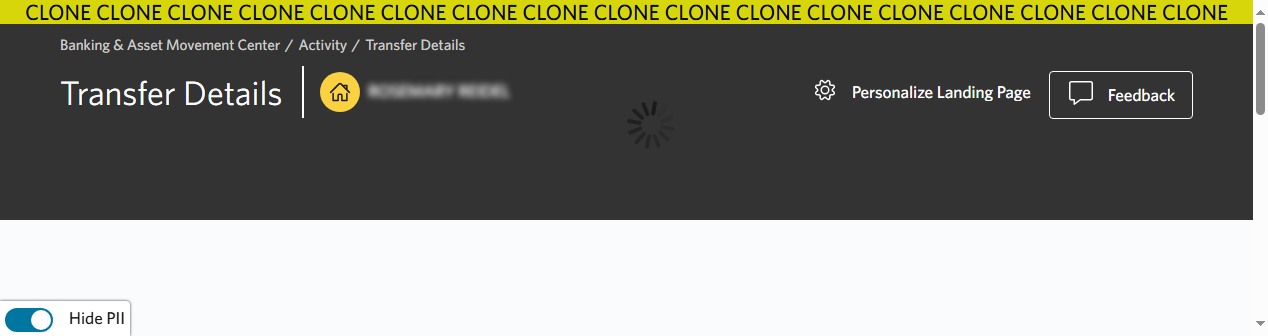 CLONE CLONE CLONE CLONE CLONE CLONE CLONE CLONE CLONE CLONE CLONE CLONE CLONE CLONE CLONE CLONE CLONE
Banking & Asset Movement Center / Activity / Transfer Details
Transfer Details
Personalize Landing Page
Feedback
Hide PII